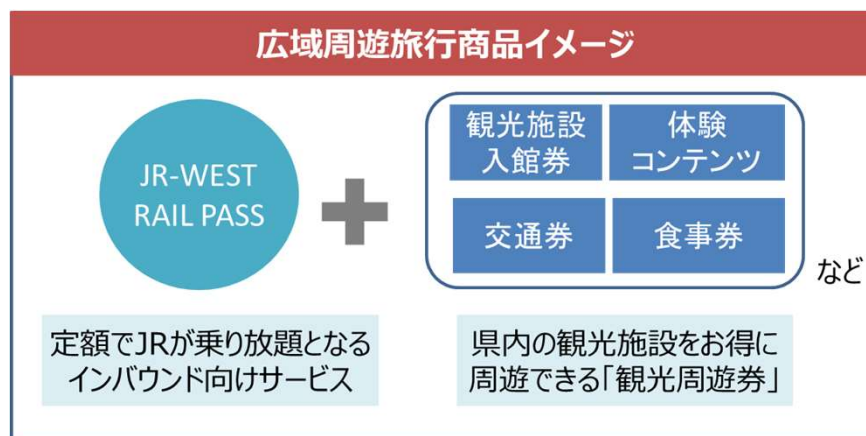 広域周遊旅行商品イメージ
JR-WEST
RAIL PASS
観光施設
入館券
体験
コンテンツ
交通券
食事券
など
定額でJRが乗り放題となる
インバウンド向けサービス
県内の観光施設をお得に
周遊できる「観光周遊券」